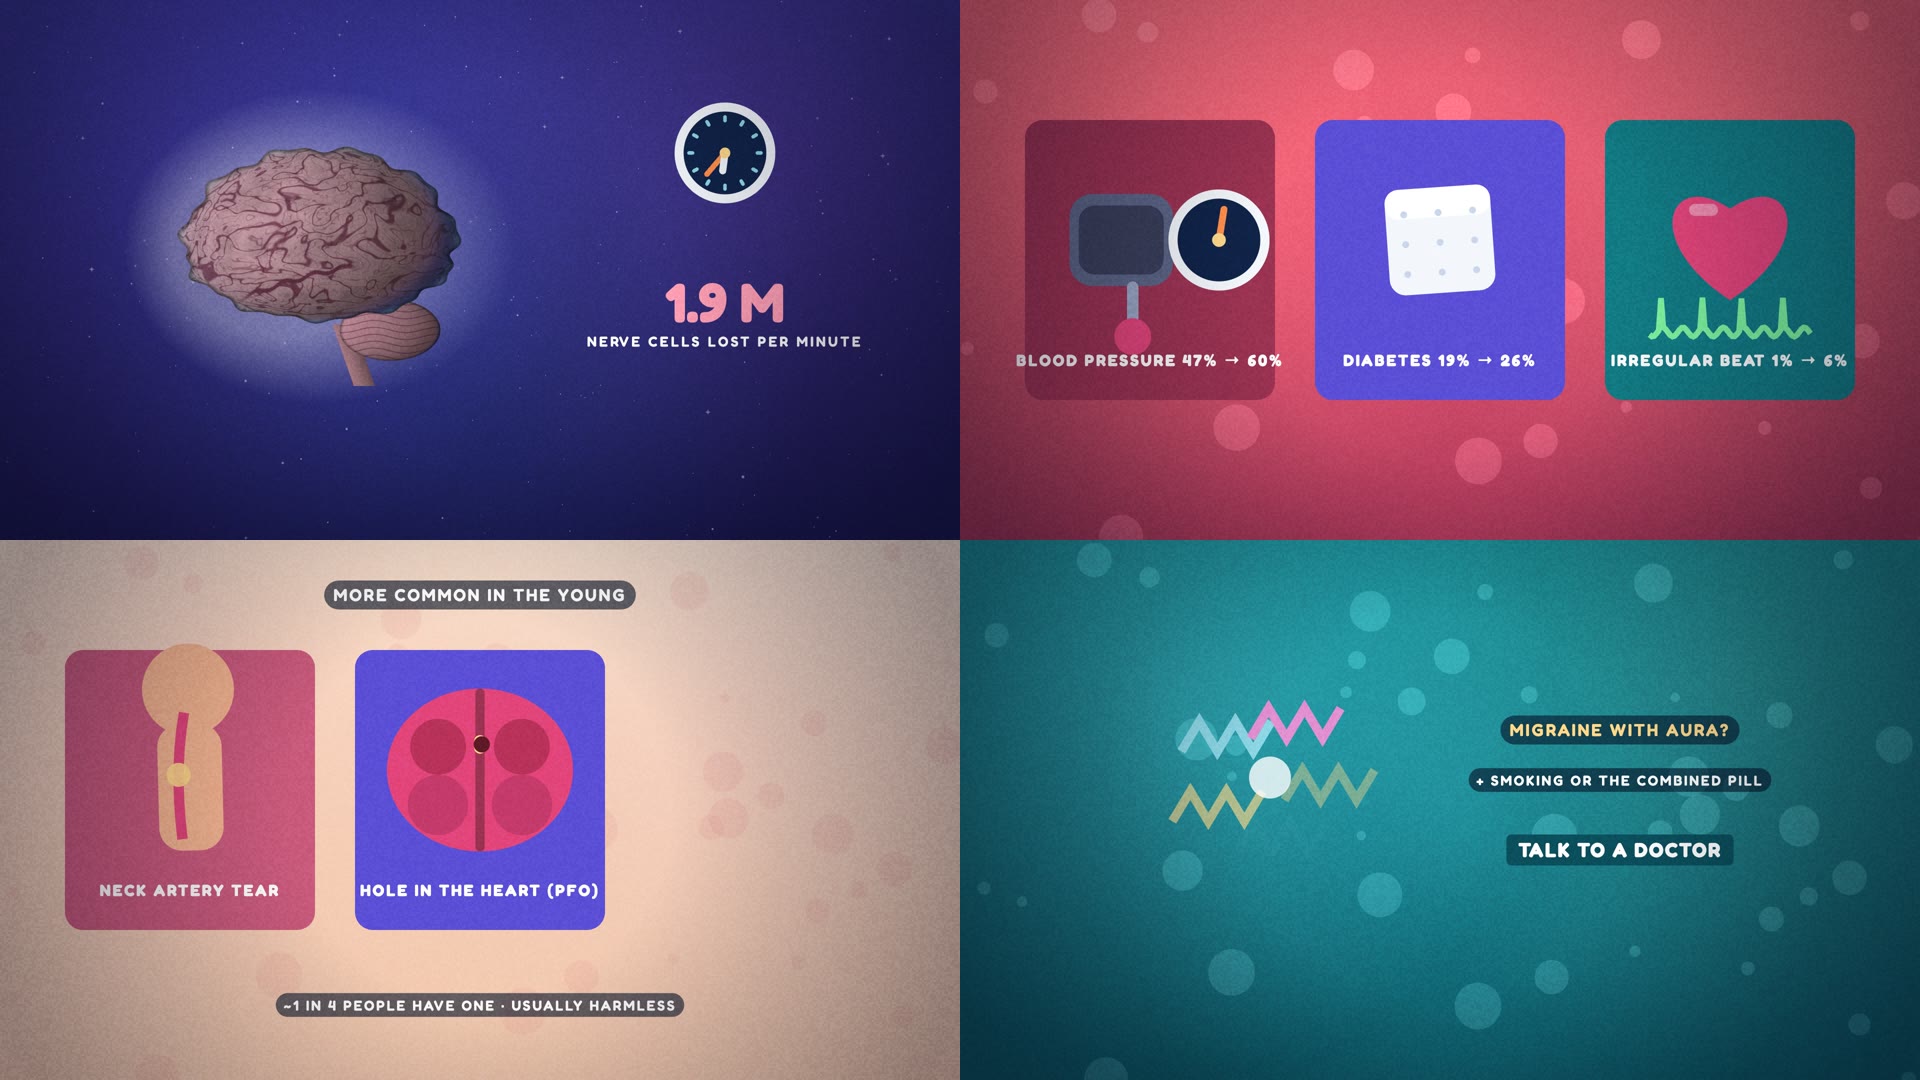 1.9 M
NERVE CELLS LOST PER MINUTE
BLOOD PRESSURE 47% → 60%
DIABETES 19% → 26%
IRREGULAR BEAT 1% → 6%
MORE COMMON IN THE YOUNG
NECK ARTERY TEAR
HOLE IN THE HEART (PFO)
~1 IN 4 PEOPLE HAVE ONE · USUALLY HARMLESS
MIGRAINE WITH AURA?
+ SMOKING OR THE COMBINED PILL
TALK TO A DOCTOR